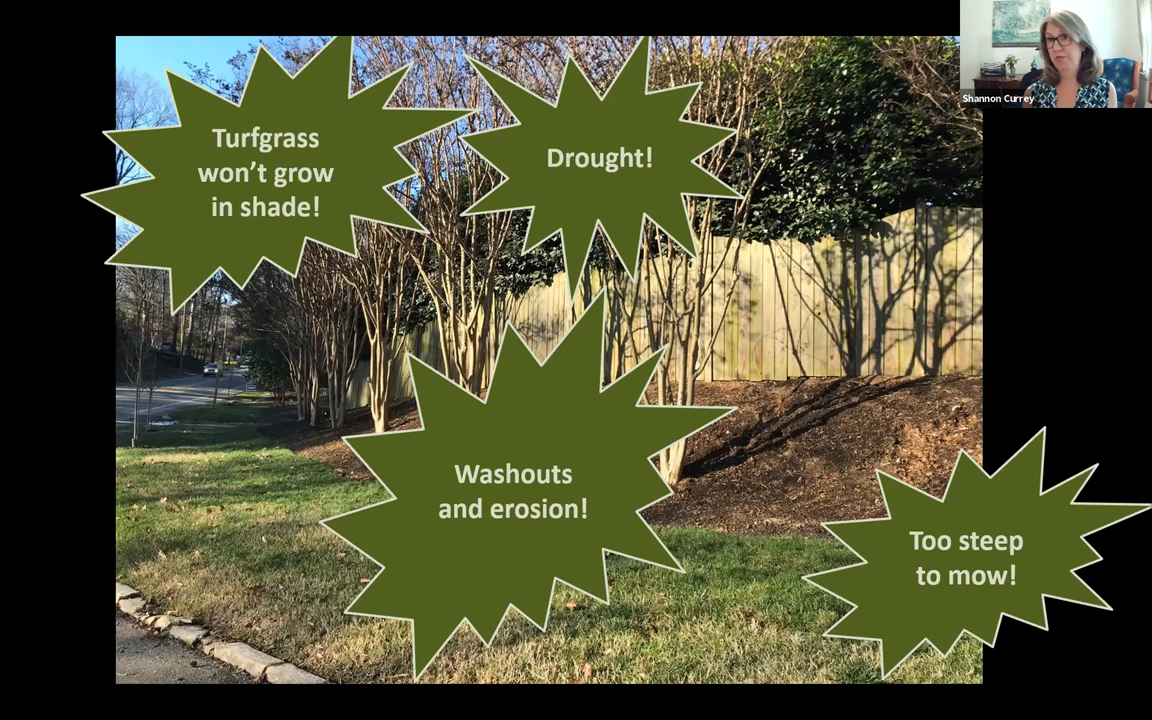 Turfgrass
won't grow
in shade!
Drought!
Shannon Currey
Washouts
and erosion!
Too steep
to mow!